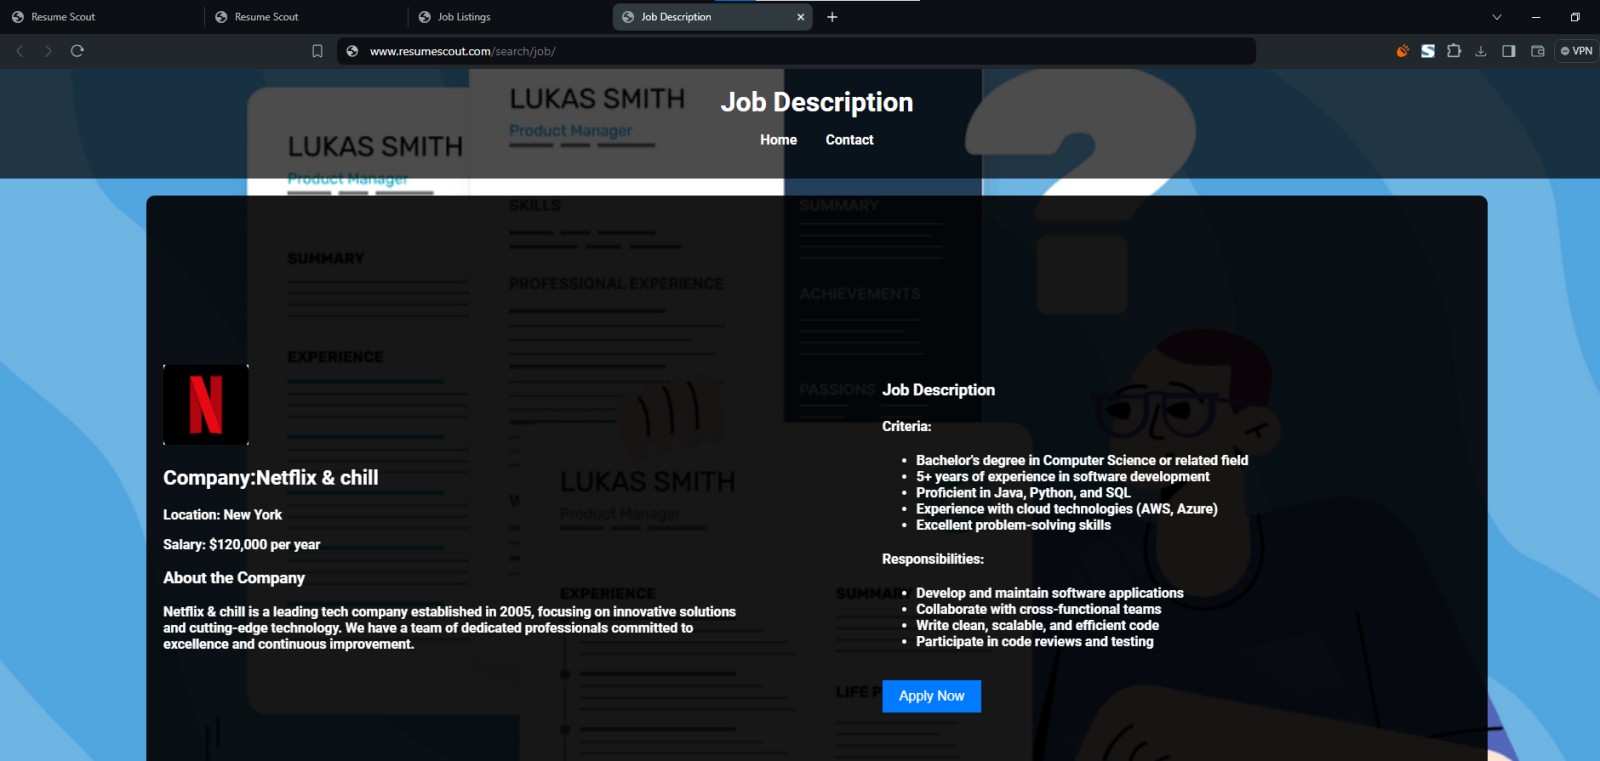 Resume Scout
Resume Scout
Job Listings
Job Description
www.resumescout.com/search/job/
VPN
Job Description
Home
Contact
LUKAS SMITH
Product Manager
LUKAS SMITH
Product Manager
SKILLS
SUMMARY
SUMMARY
PROFESSIONAL EXPERIENCE
ACHIEVEMENTS
EXPERIENCE
PASSIONS
N
Company:Netflix & chill
Location: New York
Salary: $120,000 per year
About the Company
Netflix & chill is a leading tech company established in 2005, focusing on innovative solutions
and cutting-edge technology. We have a team of dedicated professionals committed to
excellence and continuous improvement.
LUKAS SMITH
Product Manager
EXPERIENCE
SUMMARY
LIFE P
Job Description
Criteria:
• Bachelor's degree in Computer Science or related field
• 5+ years of experience in software development
• Proficient in Java, Python, and SQL
• Experience with cloud technologies (AWS, Azure)
• Excellent problem-solving skills
Responsibilities:
• Develop and maintain software applications
• Collaborate with cross-functional teams
• Write clean, scalable, and efficient code
• Participate in code reviews and testing
Apply Now